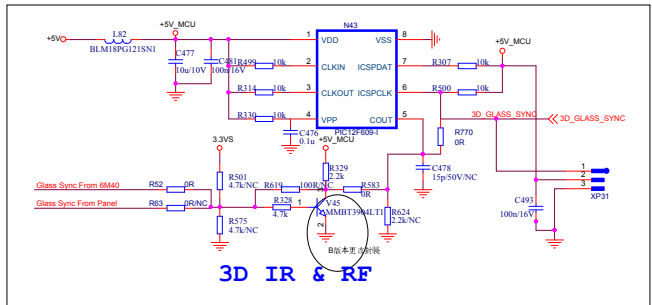 N43
+5V
L82
BLM18PG121SN1
+5V_MCU
C477
10u/10V
C481
100n/16V
R499
10k
R314
10k
R330
10k
C476
0.1u
1
VDD
VSS
8
2
CLKIN
ICSPDAT
7
3
CLKOUT
ICSPCLK
6
4
VPP
COUT
5
PIC12F609-I
R307
10k
R500
10k
+5V_MCU
3D_GLASS_SYNC
3D_GLASS_SYNC
R770
0R
1
2
3
XP31
C493
100n/16V
C478
15p/50V/NC
3.3VS
+5V_MCU
R501
4.7k/NC
R329
2.2k
R619
100R/NC
R583
0R
Glass Sync From 6M40
R52
0R
Glass Sync From Panel
R63
0R/NC
R328
4.7k
1
3
2
V45
MMBT3904LT1
R624
2.2k/NC
R575
4.7k/NC
B版本更改封装
3D IR & RF